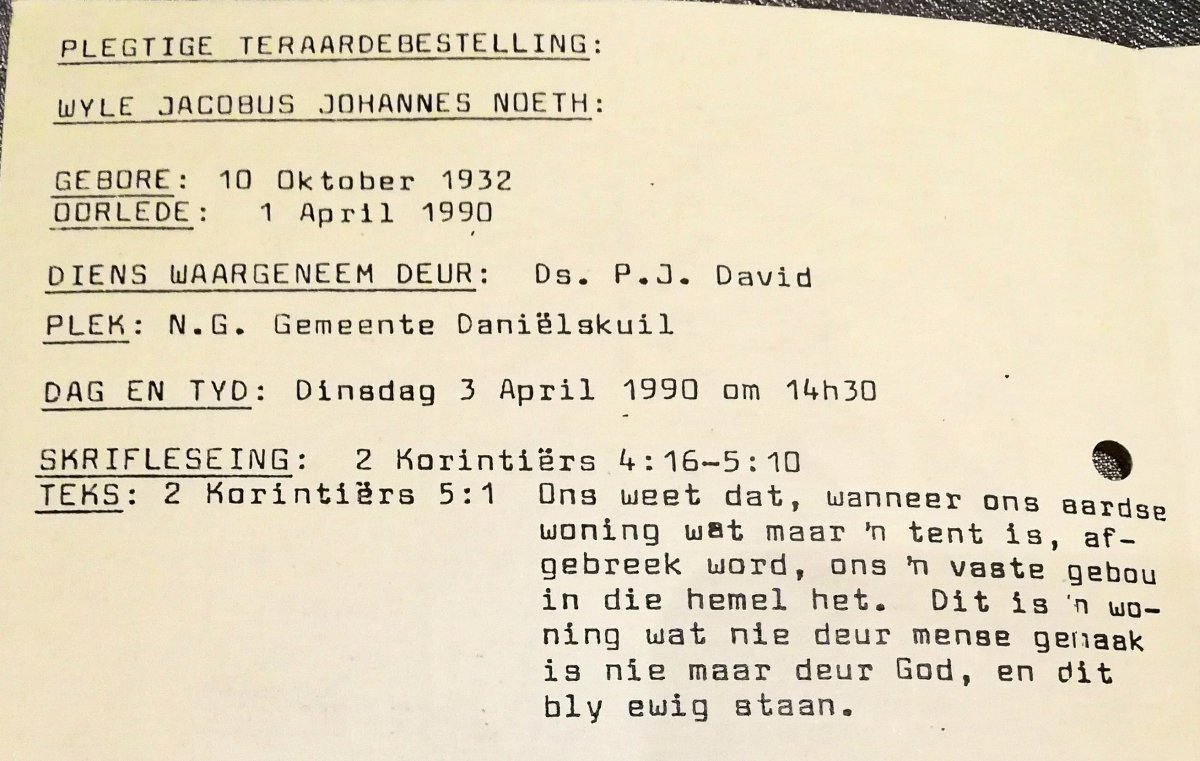 PLEGTIGE TERAARDEBESTELLING:
WYLE JACOBUS JOHANNES NOETH:
GEBORE: 10 Oktober 1932
OORLEDE: 1 April 1990
DIENS WAARGENEEM DEUR: Ds. P.J. David
PLEK: N.G. Gemeente Daniëlskuil
DAG EN TYD: Dinsdag 3 April 1990 om 14h30
SKRIFLESEING: 2 Korintiërs 4:16-5:10
TEKS: 2 Korintiërs 5:1 Ons weet dat, wanneer ons aardse
woning wat maar 'n tent is, af-
gebreek word, ons 'n vaste gebou
in die hemel het. Dit is 'n wo-
ning wat nie deur mense gemaak
is nie maar deur God, en dit
bly ewig staan.